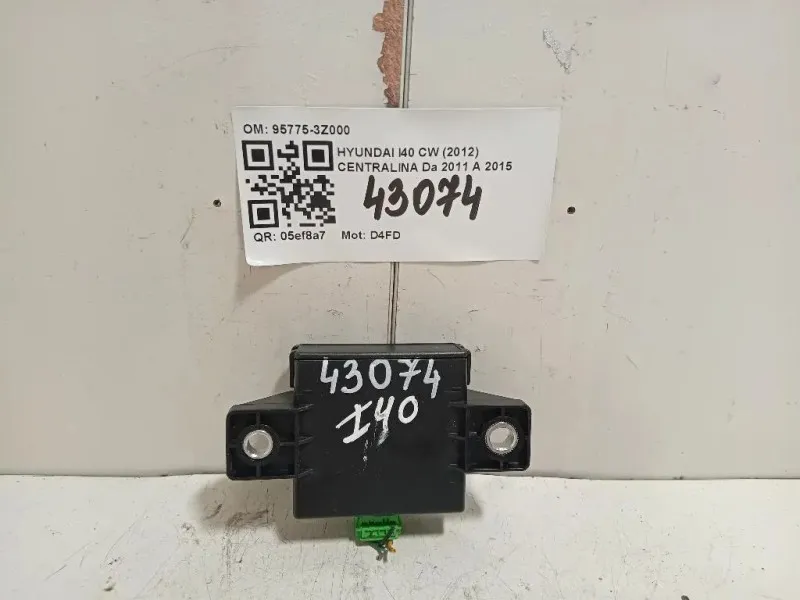 OM: 95775-3Z000
HYUNDAI I40 CW (2012)
CENTRALINA Da 2011 A 2015
43074
QR: 05ef8a7 Mot: D4FD
43074
I40